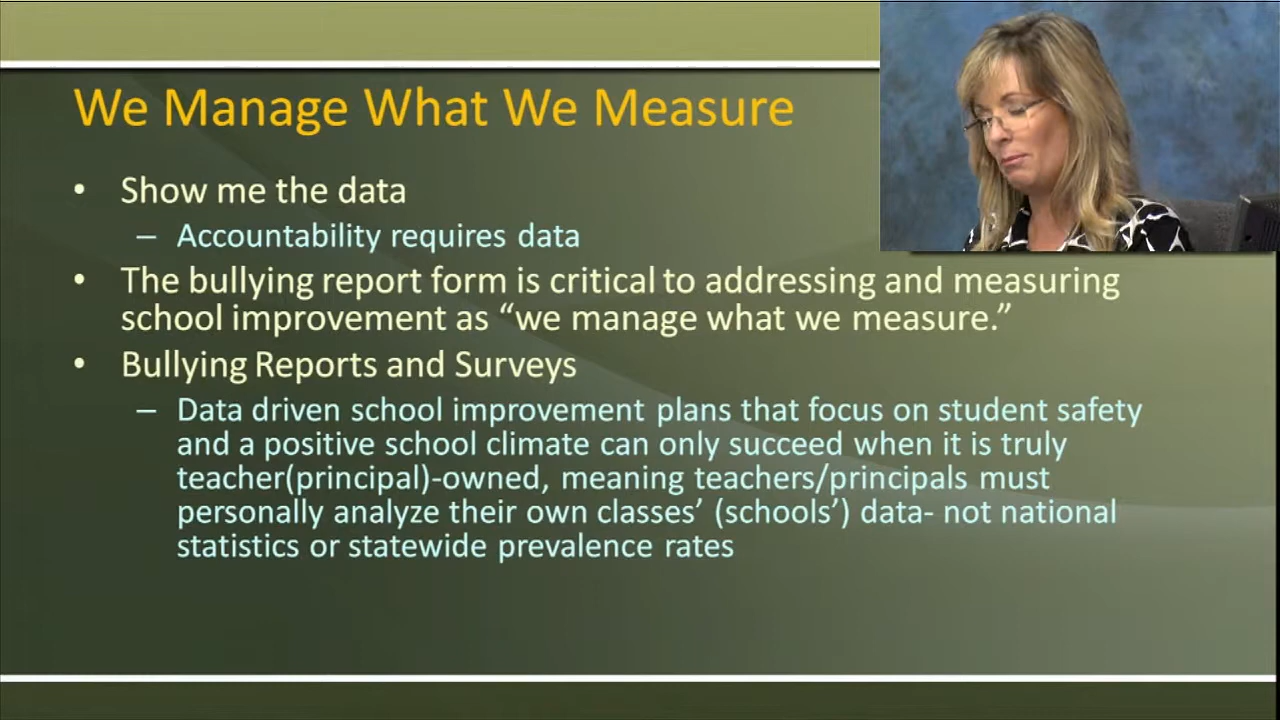 We Manage What We Measure
• Show me the data
– Accountability requires data
• The bullying report form is critical to addressing and measuring
school improvement as “we manage what we measure.”
• Bullying Reports and Surveys
– Data driven school improvement plans that focus on student safety
and a positive school climate can only succeed when it is truly
teacher(principal)-owned, meaning teachers/principals must
personally analyze their own classes’ (schools’) data- not national
statistics or statewide prevalence rates